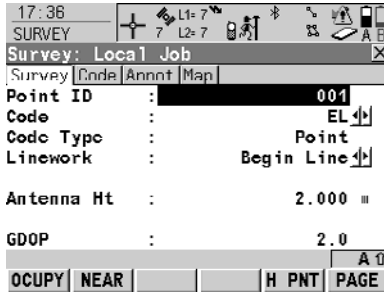 17:36
SURVEY
L1= 7
7 L2= 7
A B
Survey: Local Job
Survey Code Annot Map
Point ID : 001
Code : EL
Code Type : Point
Linework : Begin Line
Antenna Ht : 2.000 m
GDOP : 2.0
A
OCUPY NEAR H PNT PAGE